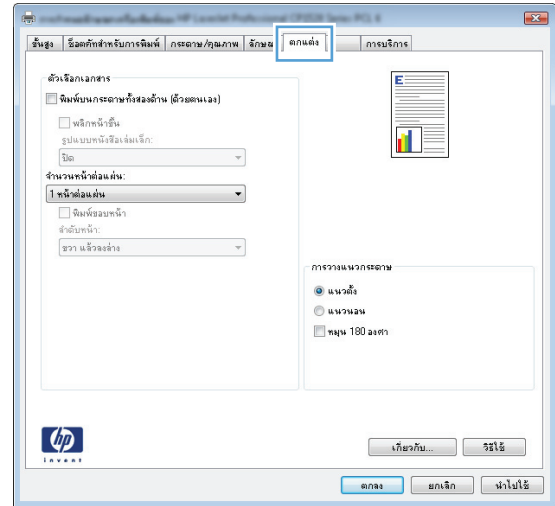 HP LaserJet Professional CP1520 Series PCL 6
ขั้นสูง
ช็อตคัทสำหรับการพิมพ์
กระดาษ/คุณภาพ
ตกแต่ง
การบริการ
ตัวเลือกเอกสาร
พิมพ์บนกระดาษทั้งสองด้าน (ด้วยตนเอง)
พลิกหน้าขึ้น
รูปแบบหนังสือเล่มเล็ก:
ปิด
จำนวนหน้าต่อแผ่น:
1 หน้าต่อแผ่น
พิมพ์ขอบหน้า
ลำดับหน้า:
ขวา แล้วลงล่าง
E
การวางแนวกระดาษ
แนวตั้ง
แนวนอน
หมุน 180 องศา
hp
invent
เกี่ยวกับ...
วิธีใช้
ตกลง
ยกเลิก
นำไปใช้